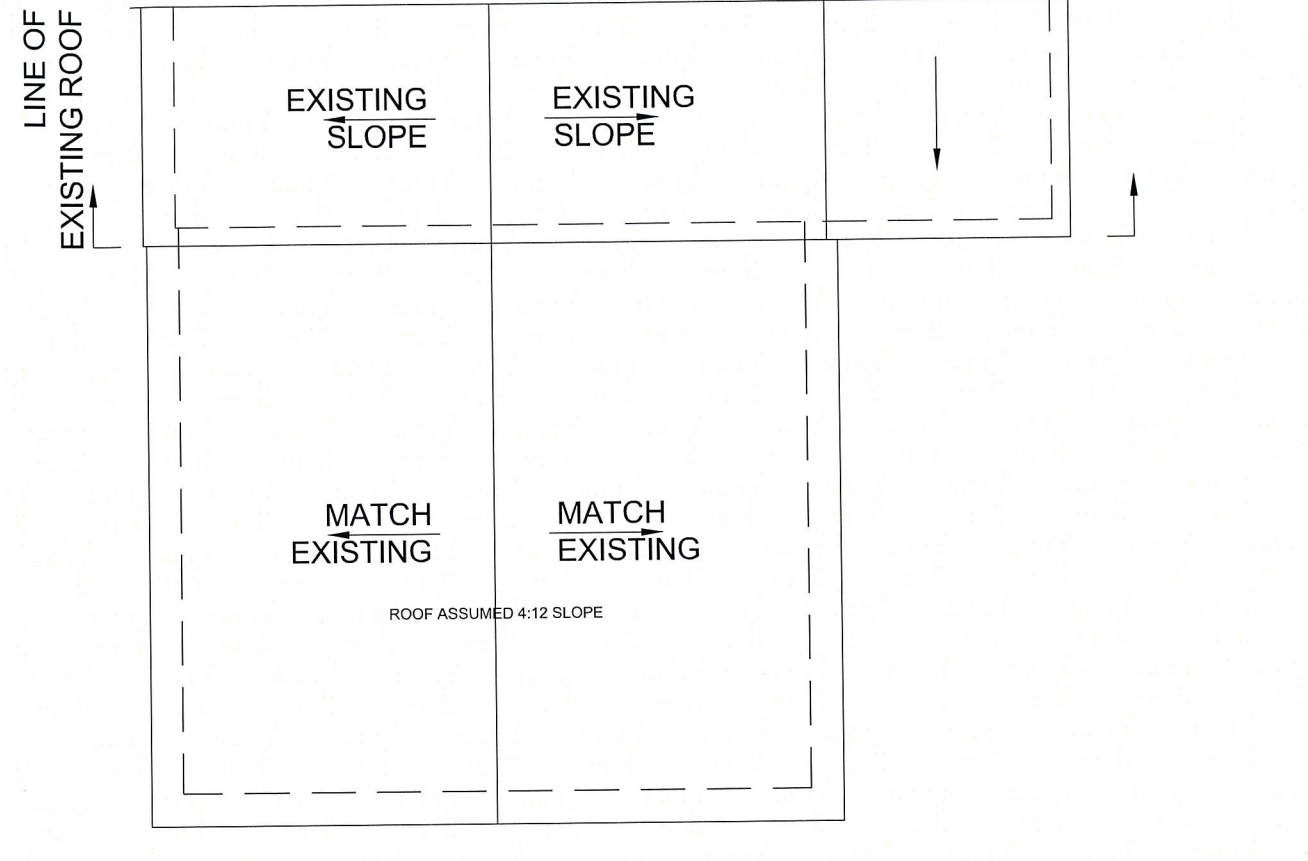 LINE OF
EXISTING ROOF
EXISTING
SLOPE
EXISTING
SLOPE
MATCH
EXISTING
MATCH
EXISTING
ROOF ASSUMED 4:12 SLOPE